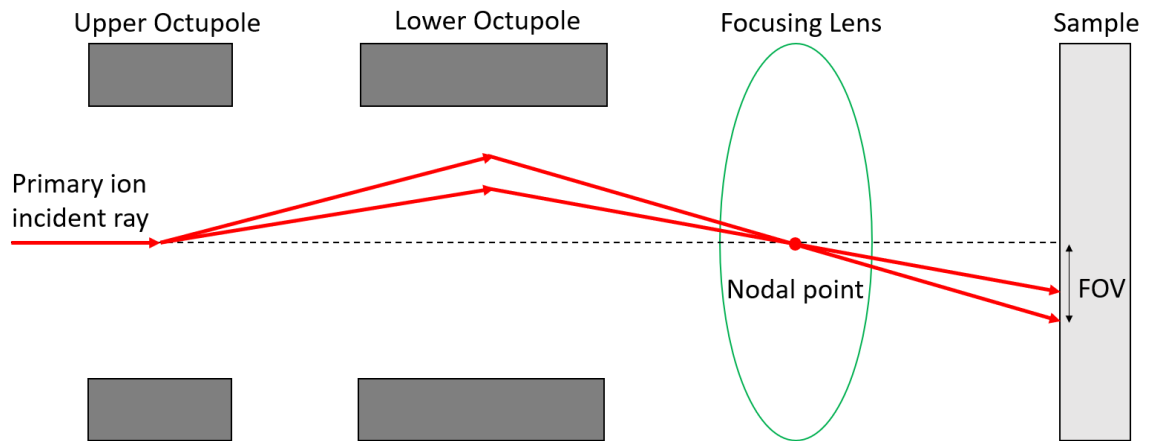 Upper Octupole
Lower Octupole
Focusing Lens
Sample
Primary ion
incident ray
Nodal point
FOV